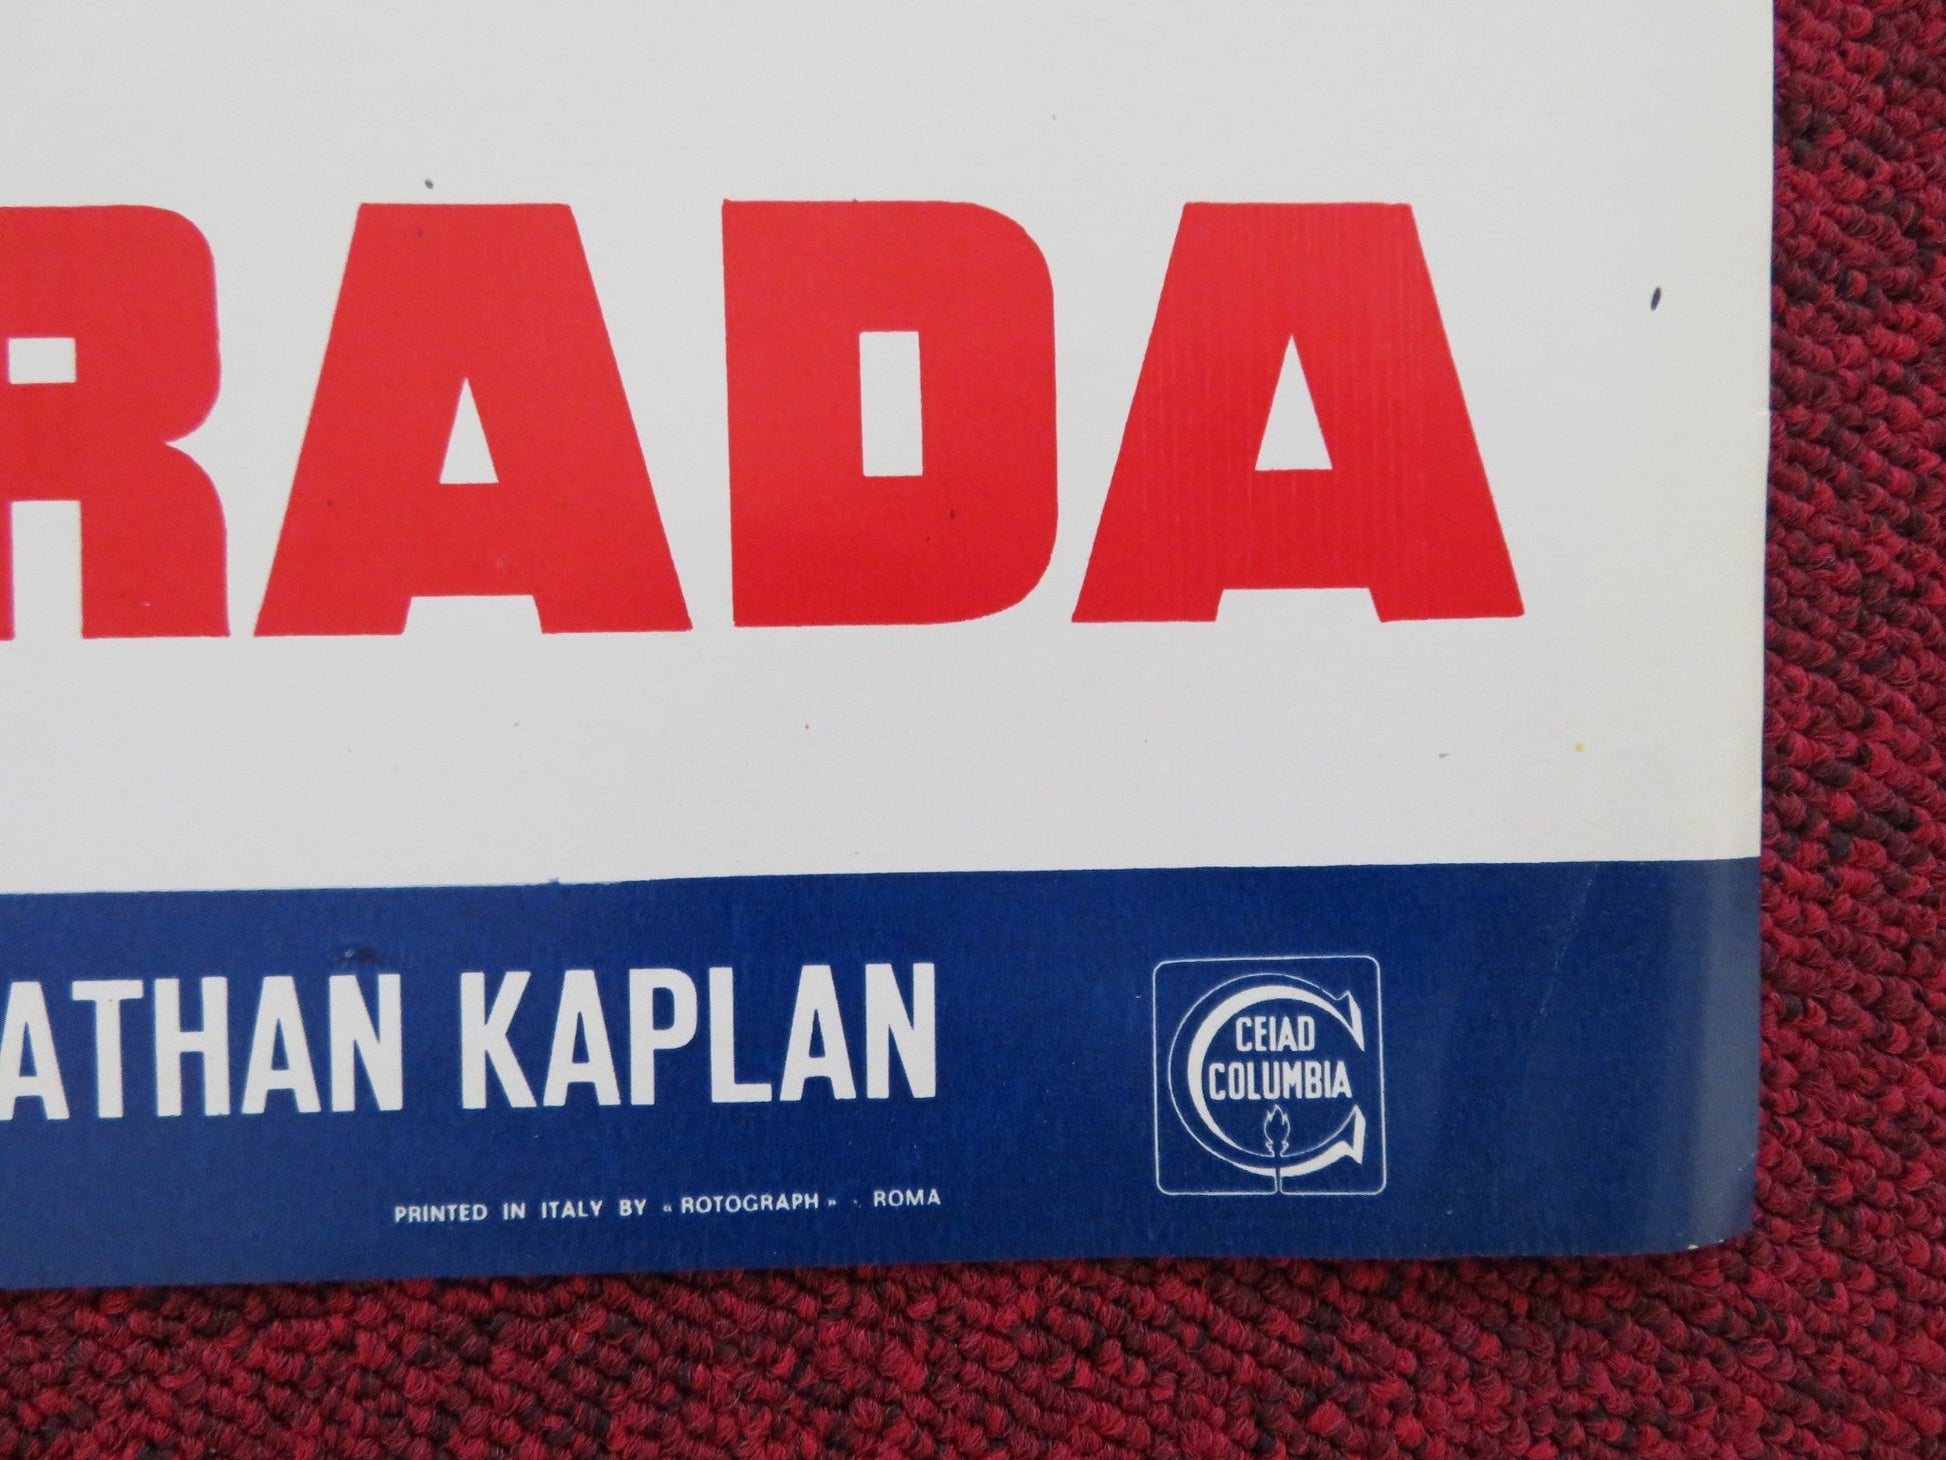 RADA
ATHAN KAPLAN
CEIAD
COLUMBIA
PRINTED IN ITALY BY « ROTOGRAPH » · ROMA